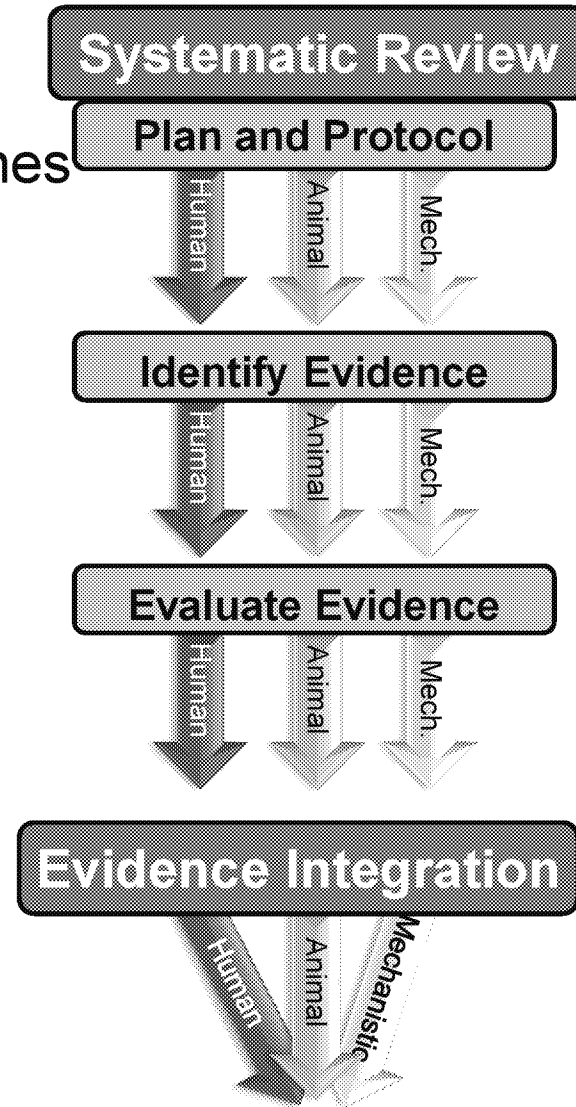 Systematic Review
Plan and Protocol
nes
Human Animal Mech.
Identify Evidence
Human Animal Mech.
Evaluate Evidence
Human Animal Mech.
Evidence Integration
Human Animal Mechanistic